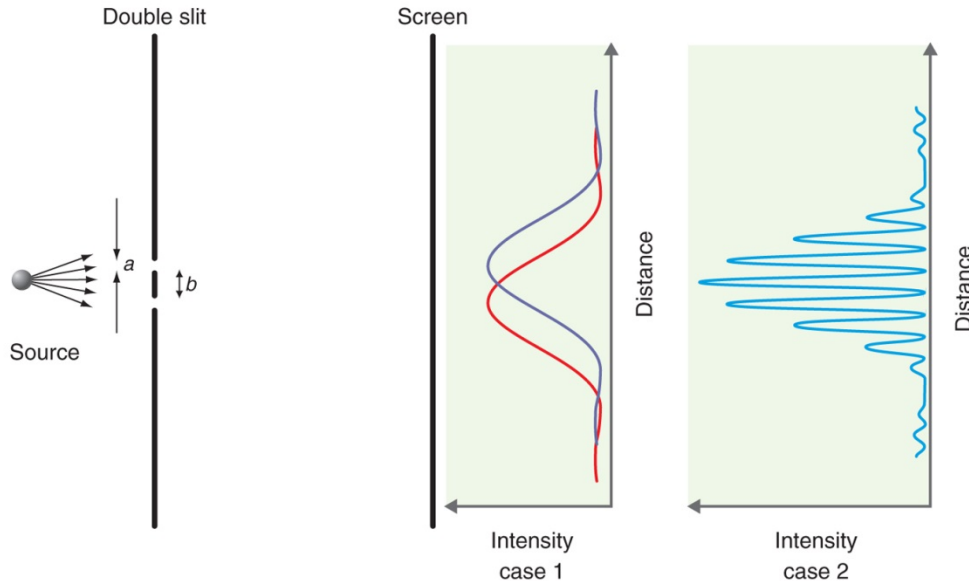 Double slit
Screen
a
b
Source
Distance
Distance
Intensity
case 1
Intensity
case 2